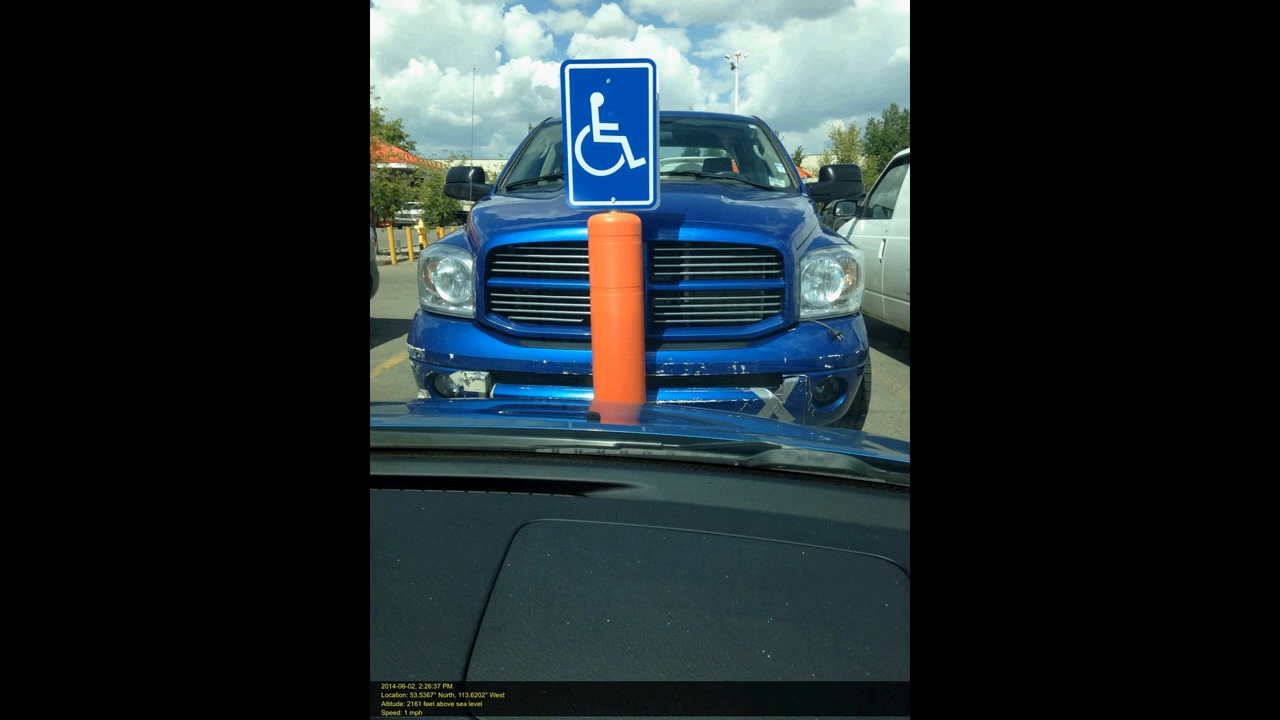 2014-06-02, 2:26:37 PM
Location: 53.5367° North, 113.6202° West
Altitude: 2161 feet above sea level
Speed: 1 mph